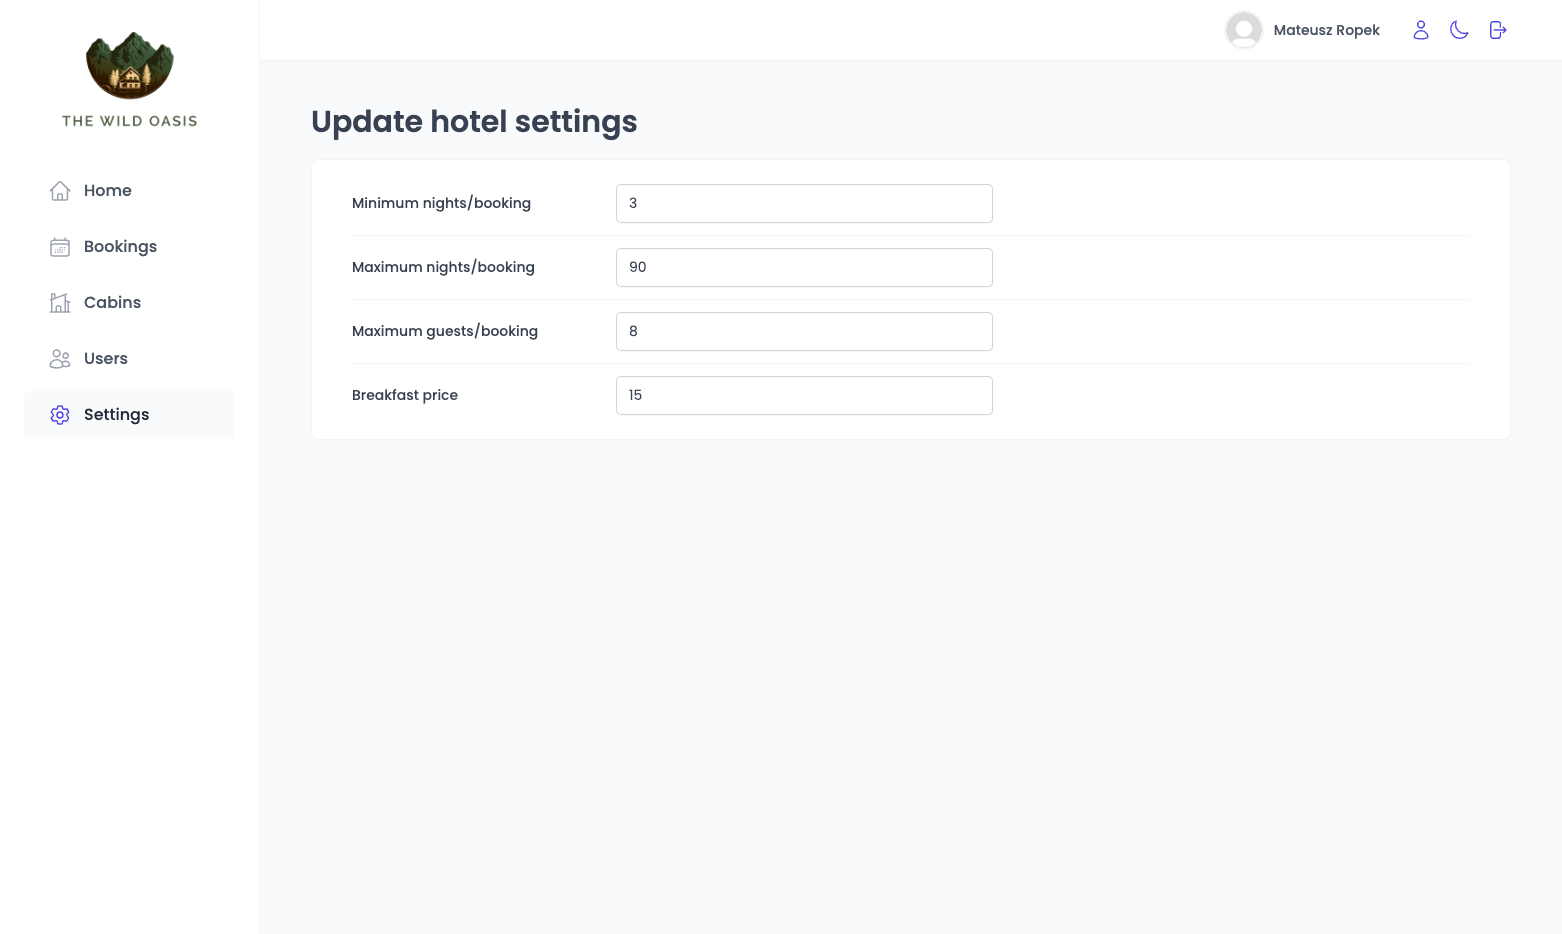 THE WILD OASIS
Home
Bookings
Cabins
Users
Settings
Mateusz Ropek
Update hotel settings
Minimum nights/booking 3
Maximum nights/booking 90
Maximum guests/booking 8
Breakfast price 15